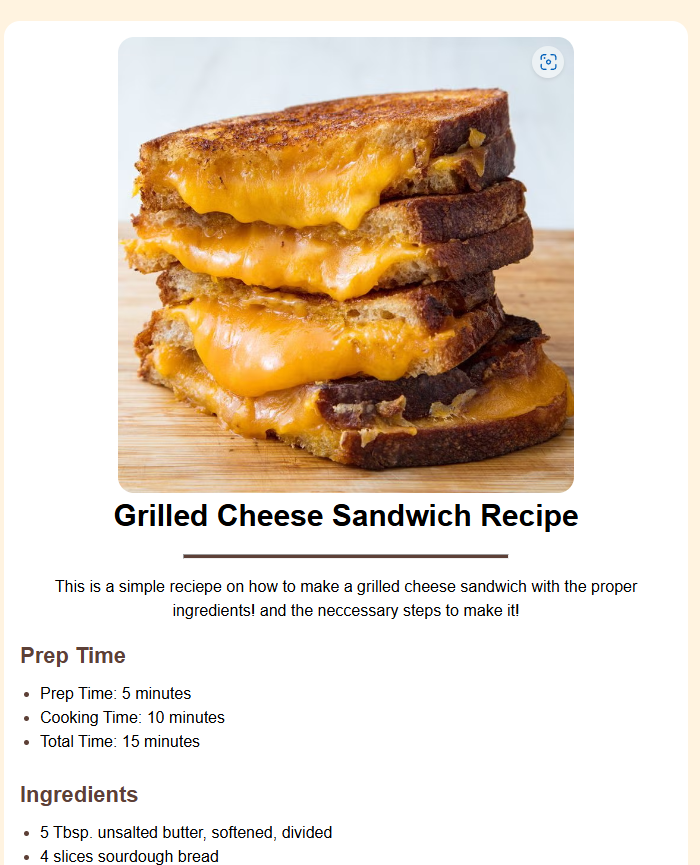 Grilled Cheese Sandwich Recipe
This is a simple reciepe on how to make a grilled cheese sandwich with the proper
ingredients! and the neccessary steps to make it!
Prep Time
Prep Time: 5 minutes
Cooking Time: 10 minutes
Total Time: 15 minutes
Ingredients
5 Tbsp. unsalted butter, softened, divided
4 slices sourdough bread